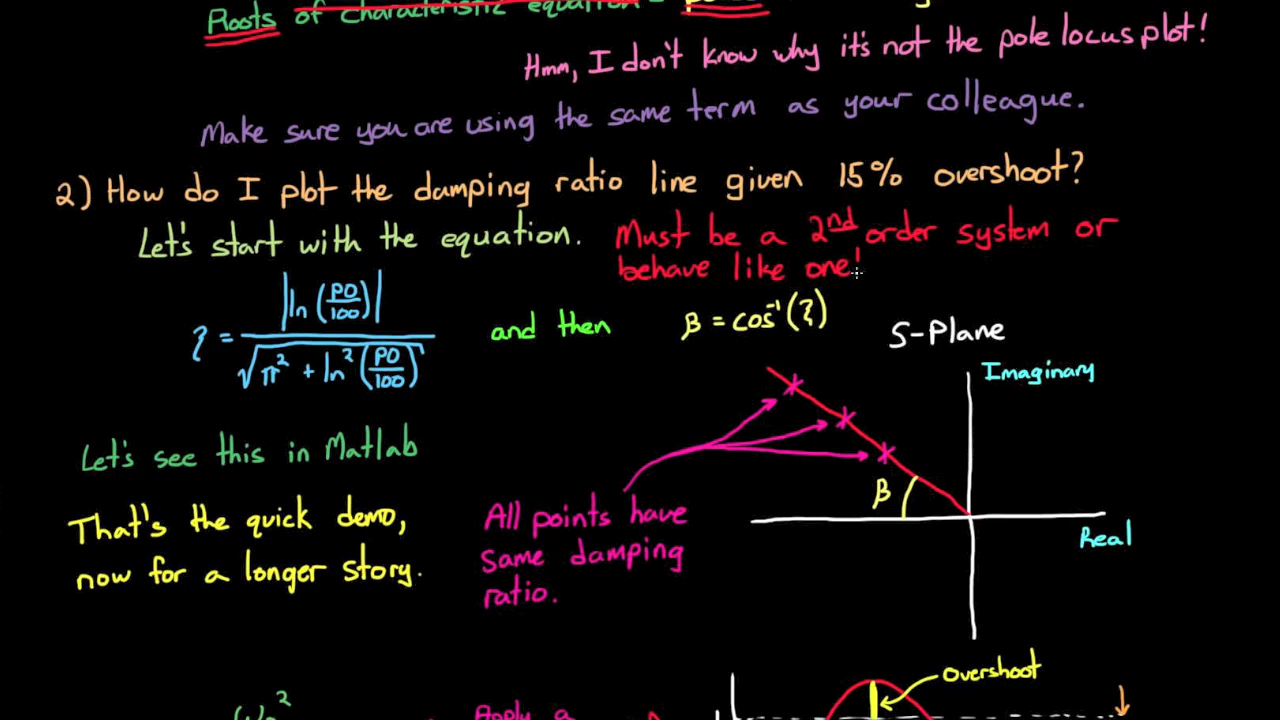 Roots of characteristic equation -
Hmm, I don't know why it's not the pole locus plot!
Make sure you are using the same term as your colleague.
2) How do I plot the damping ratio line given 15% overshoot?
Let's start with the equation. Must be a 2nd order system or
behave like one!
ζ = |ln(PO/100)| / √(π² + ln²(PO/100)) and then β = cos⁻¹(ζ)
S-Plane
Imaginary
Let's see this in Matlab
β
That's the quick demo,
now for a longer story.
All points have
same damping
ratio.
Real
Overshoot
ωn²
Apply a